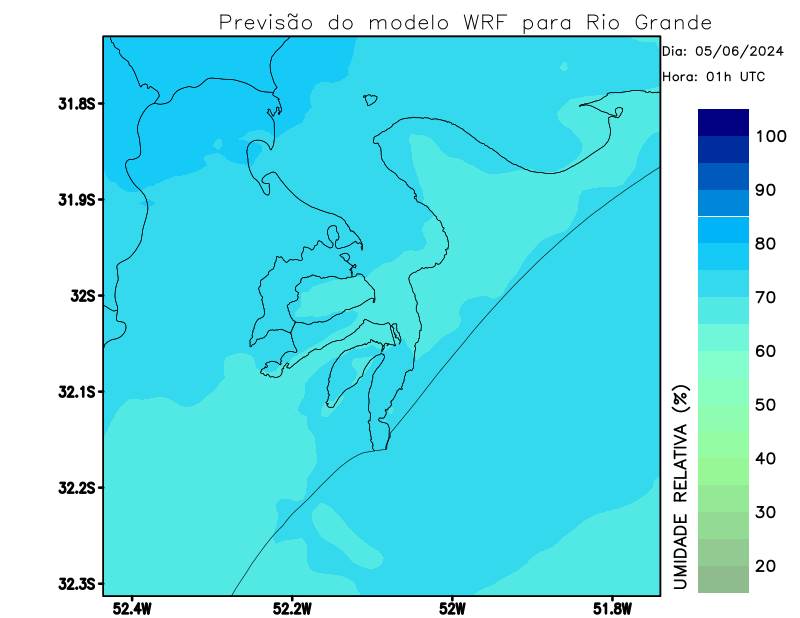 Previsão do modelo WRF para Rio Grande
Dia: 05/06/2024
Hora: 01h UTC
31.8S
31.9S
32S
32.1S
32.2S
32.3S
52.4W
52.2W
52W
51.8W
100
90
80
70
60
50
40
30
20
UMIDADE RELATIVA (%)